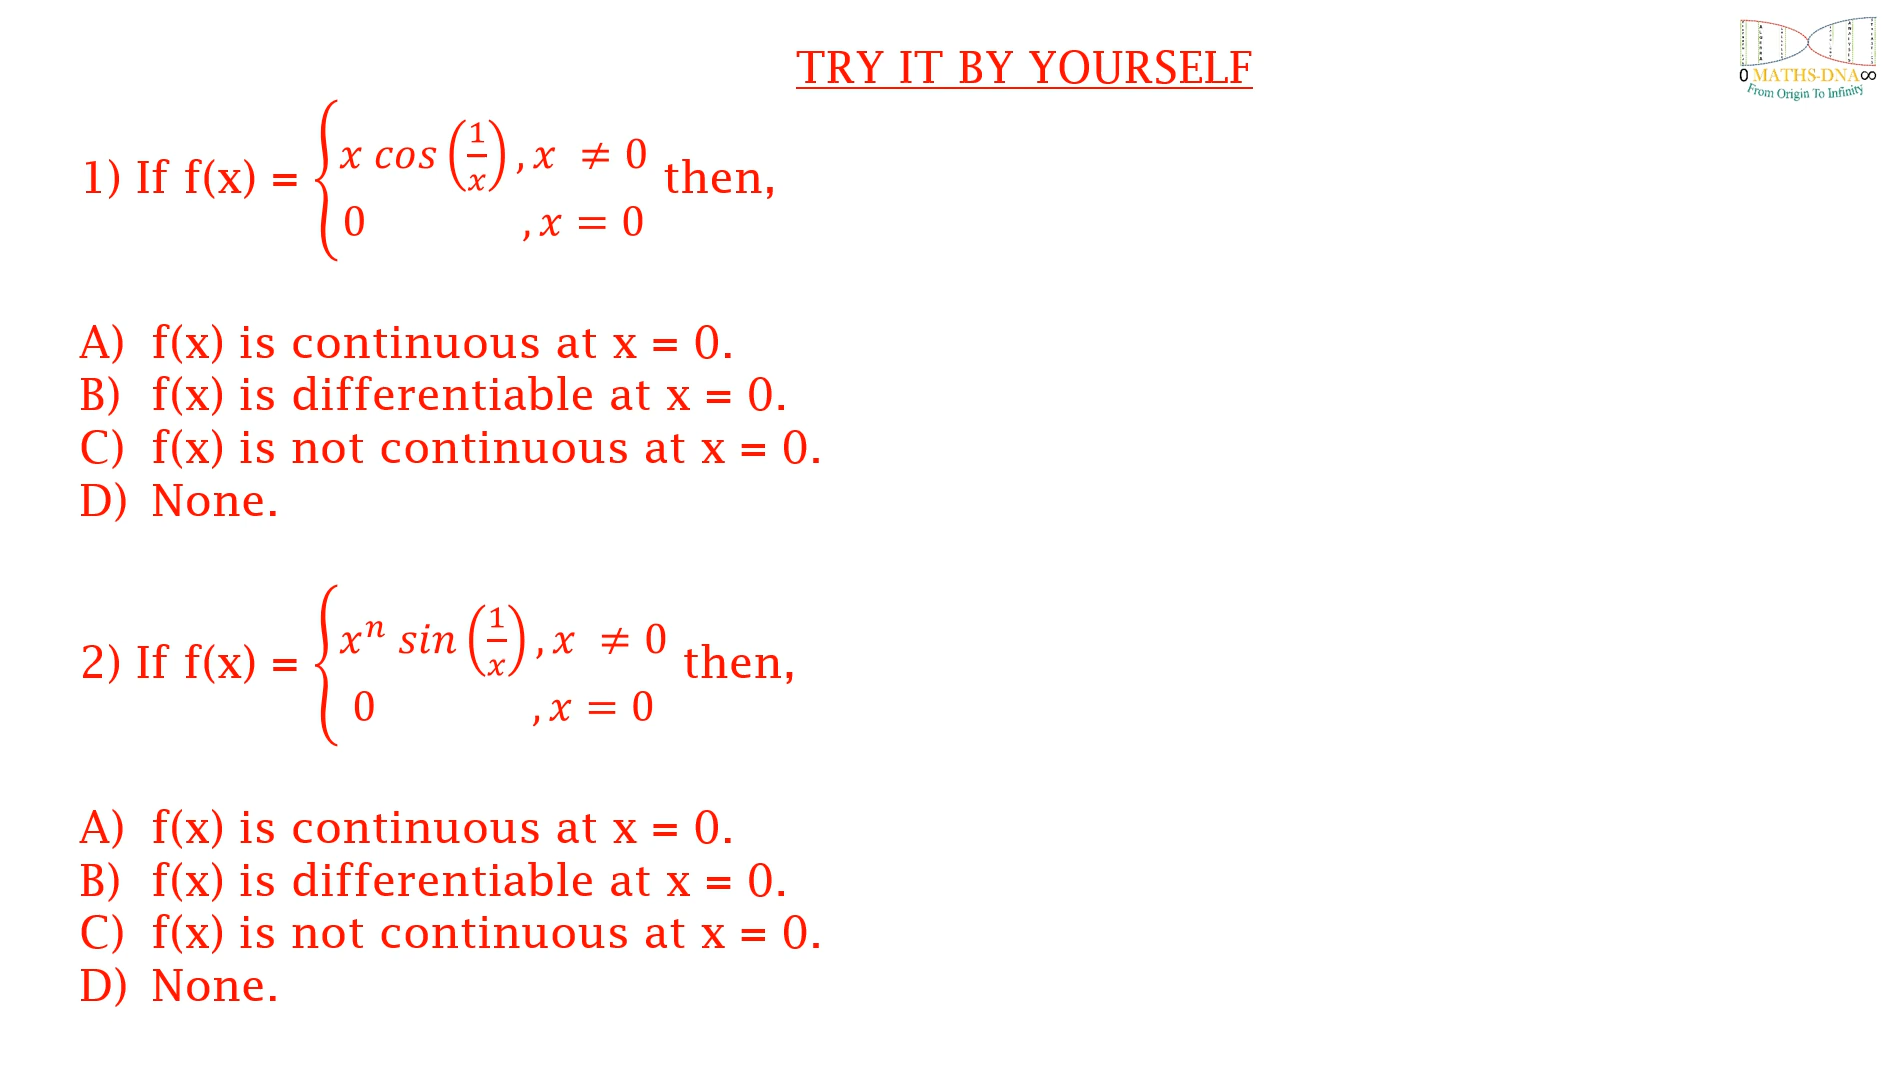 TRY IT BY YOURSELF
0 MATHS-DNA∞
From Origin To Infinity
1) If f(x) = { x cos (1/x) , x ≠ 0
0 , x = 0 then,
A) f(x) is continuous at x = 0.
B) f(x) is differentiable at x = 0.
C) f(x) is not continuous at x = 0.
D) None.
2) If f(x) = { xⁿ sin (1/x) , x ≠ 0
0 , x = 0 then,
A) f(x) is continuous at x = 0.
B) f(x) is differentiable at x = 0.
C) f(x) is not continuous at x = 0.
D) None.